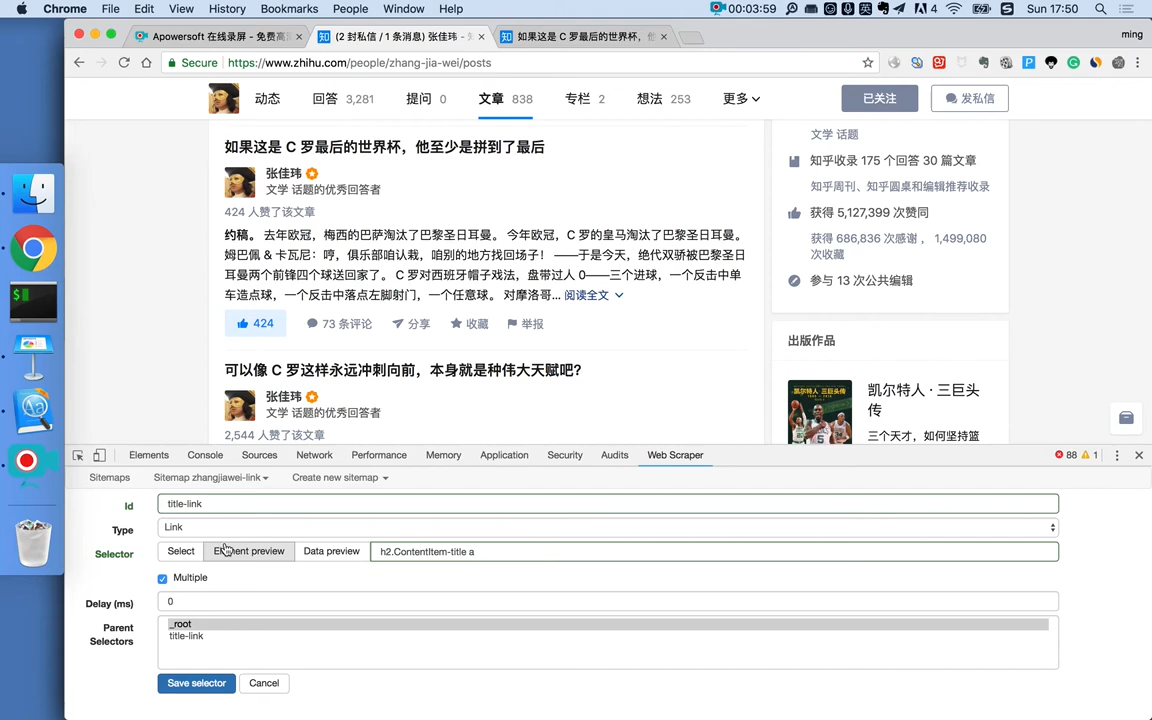 Chrome File Edit View History Bookmarks People Window Help 00:03:59 4 Sun 17:50
Apowersoft 在线录屏 - 免费高 (2 封私信 / 1 条消息) 张佳玮 - 如果这是 C 罗最后的世界杯，他 ming
Secure https://www.zhihu.com/people/zhang-jia-wei/posts
动态 回答 3,281 提问 0 文章 838 专栏 2 想法 253 更多 已关注 发私信
如果这是 C 罗最后的世界杯，他至少是拼到了最后
张佳玮
文学 话题的优秀回答者
424 人赞了该文章
约稿。 去年欧冠，梅西的巴萨淘汰了巴黎圣日耳曼。 今年欧冠，C 罗的皇马淘汰了巴黎圣日耳曼。
姆巴佩 & 卡瓦尼：哼，俱乐部咱认栽，咱别的地方找回场子！ ——于是今天，绝代双骄被巴黎圣日
耳曼两个前锋四个球送回家了。 C 罗对西班牙帽子戏法，盘带过人 0——三个进球，一个反击中单
车造点球，一个反击中落点左脚射门，一个任意球。 对摩洛哥... 阅读全文
424 73 条评论 分享 收藏 举报
可以像 C 罗这样永远冲刺向前，本身就是种伟大天赋吧?
张佳玮
文学 话题的优秀回答者
2,544 人赞了该文章
文学 话题
知乎收录 175 个回答 30 篇文章
知乎周刊、知乎圆桌和编辑推荐收录
获得 5,127,399 次赞同
获得 686,836 次感谢 ， 1,499,080
次收藏
参与 13 次公共编辑
出版作品
凯尔特人 · 三巨头
传
三个天才，如何坚持篮
Elements Console Sources Network Performance Memory Application Security Audits Web Scraper 88 1
Sitemaps Sitemap zhangjiawei-link Create new sitemap
Id title-link
Type Link
Selector Select Element preview Data preview h2.ContentItem-title a
Multiple
Delay (ms) 0
Parent
Selectors
_root
title-link
Save selector Cancel